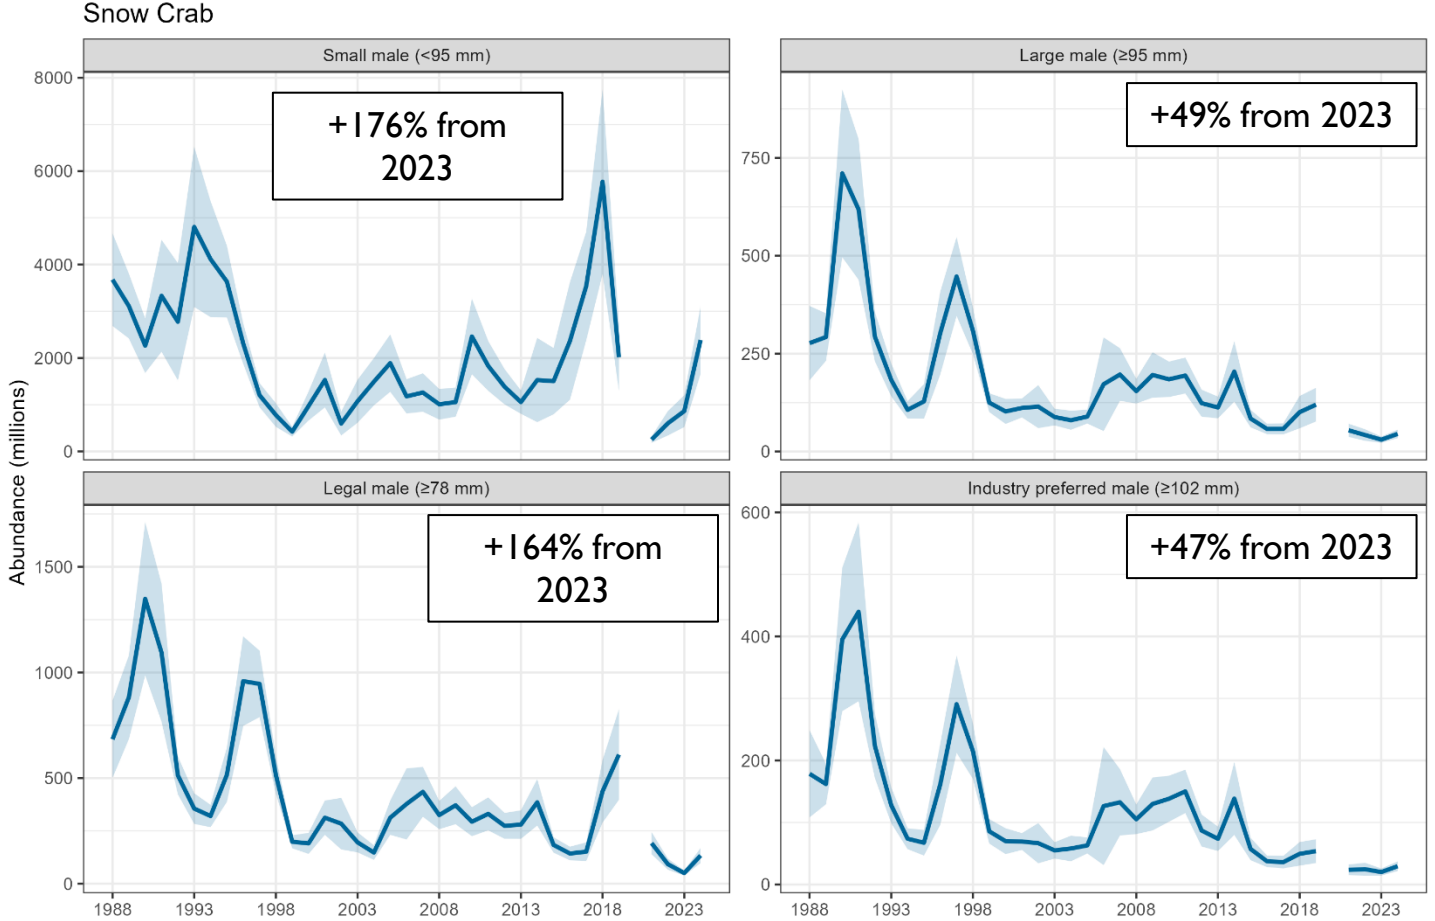 Snow Crab
Small male (<95 mm)
Large male (≥95 mm)
8000
6000
4000
2000
0
+176% from
2023
750
500
250
0
+49% from 2023
Abundance (millions)
Legal male (≥78 mm)
Industry preferred male (≥102 mm)
1500
1000
500
0
+164% from
2023
600
400
200
0
+47% from 2023
1988 1993 1998 2003 2008 2013 2018 2023
1988 1993 1998 2003 2008 2013 2018 2023